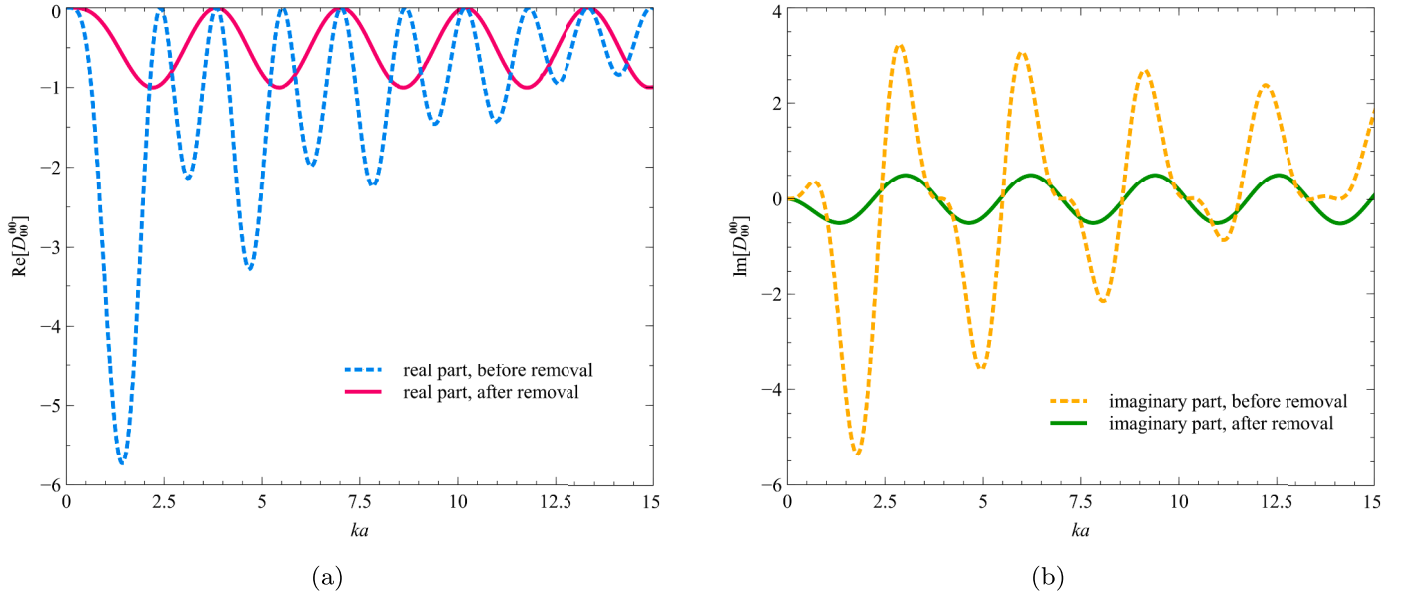 0
−1
−2
−3
−4
−5
−6
Re[D_{00}^{00}]
0 2.5 5 7.5 10 12.5 15
ka
real part, before removal
real part, after removal
(a)
4
2
0
−2
−4
−6
Im[D_{00}^{00}]
0 2.5 5 7.5 10 12.5 15
ka
imaginary part, before removal
imaginary part, after removal
(b)